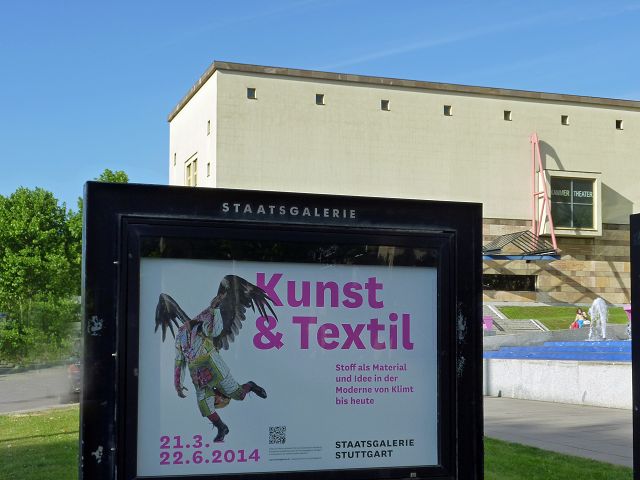 STAATSGALERIE
KAMMER THEATER
Kunst
& Textil
Stoff als Material
und Idee in der
Moderne von Klimt
bis heute
21.3.
22.6.2014
STAATSGALERIE
STUTTGART